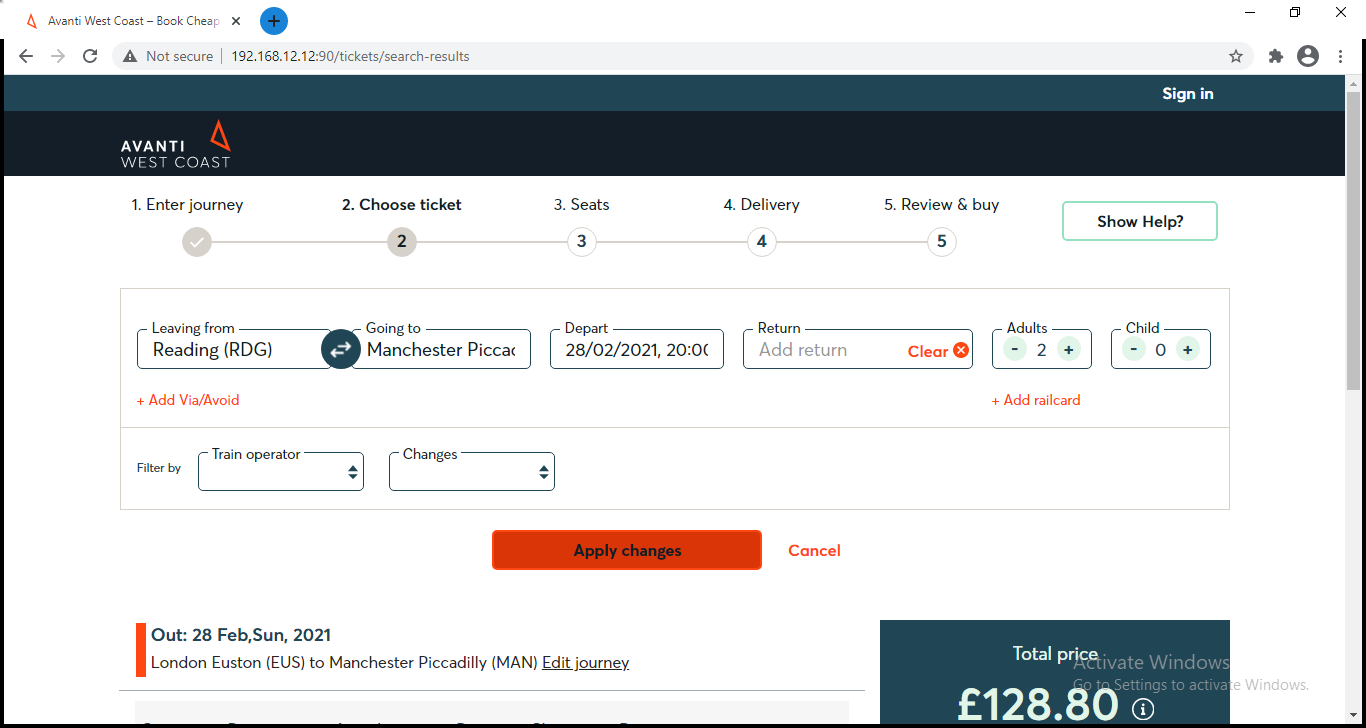 Avanti West Coast – Book Cheap
Not secure
192.168.12.12:90/tickets/search-results
Sign in
AVANTI
WEST COAST
1. Enter journey
2. Choose ticket
3. Seats
4. Delivery
5. Review & buy
Show Help?
2
3
4
5
Leaving from
Going to
Depart
Return
Adults
Child
Reading (RDG)
Manchester Picca
28/02/2021, 20:0
Add return
Clear
- 2 +
- 0 +
+ Add Via/Avoid
+ Add railcard
Filter by
Train operator
Changes
Apply changes
Cancel
Out: 28 Feb,Sun, 2021
London Euston (EUS) to Manchester Piccadilly (MAN) Edit journey
Total price
£128.80
Activate Windows
Go to Settings to activate Windows.